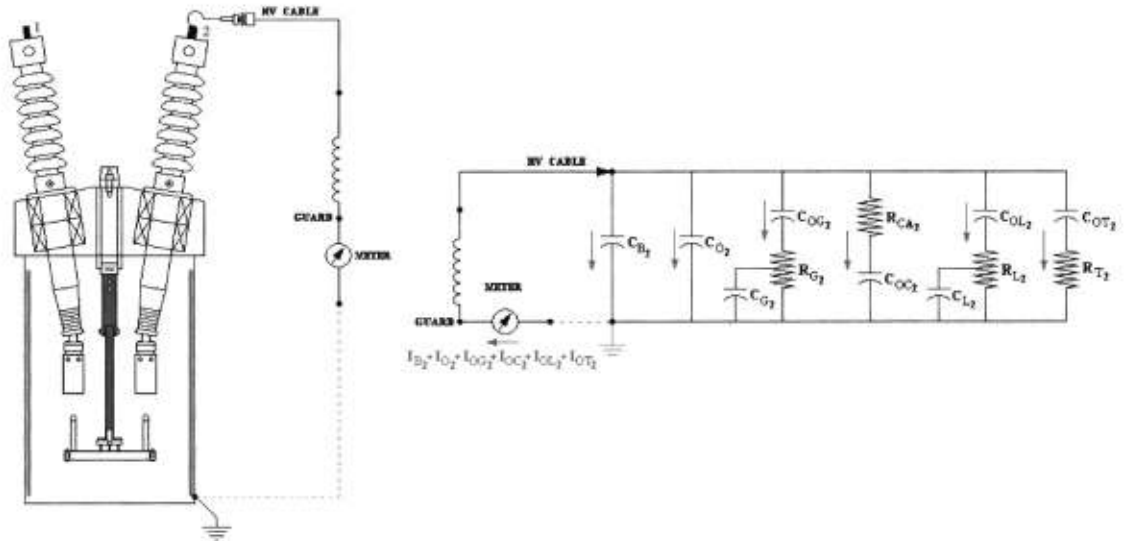 1
2
HV CABLE
GUARD
METER
HV CABLE
C_B2
C_O2
C_OG2
R_G2
C_G2
R_CA2
C_OC2
C_OL2
R_L2
C_L2
C_OT2
R_T2
METER
GUARD
I_B2+I_O2+I_OG2+I_OC2+I_OL2+I_OT2